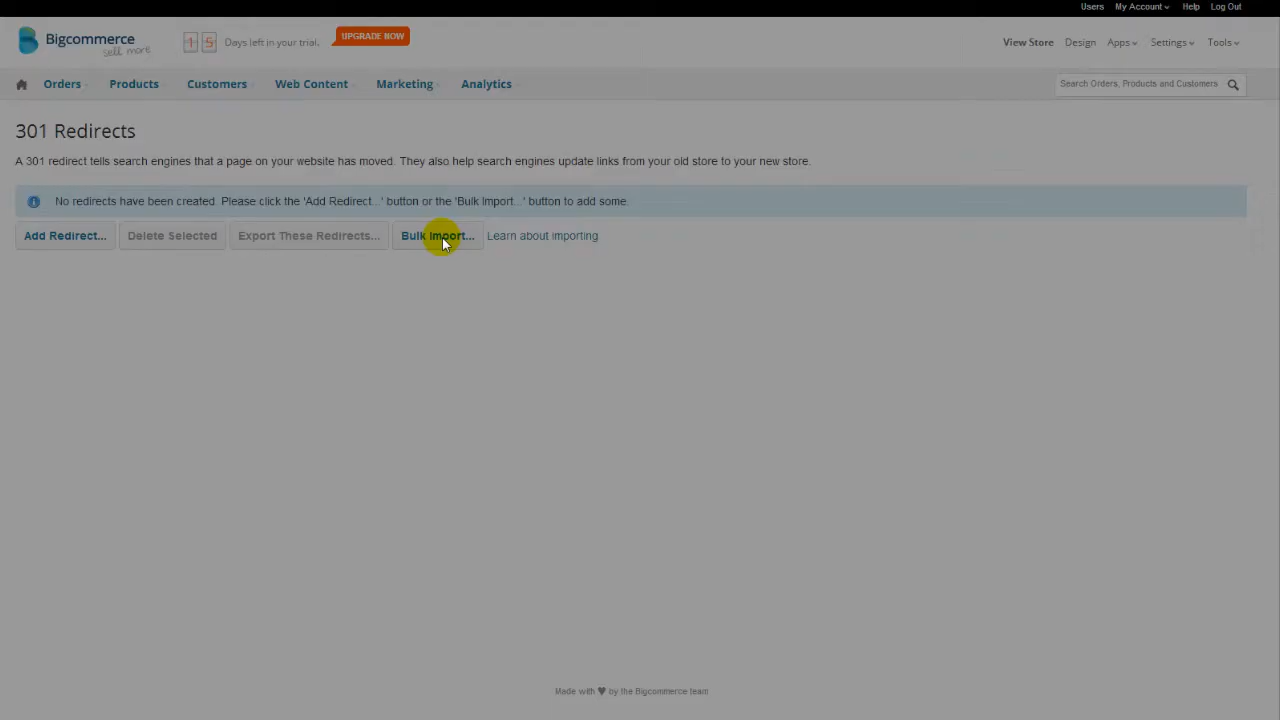 Users My Account Help Log Out
Bigcommerce
sell more
1 5 Days left in your trial. UPGRADE NOW
View Store Design Apps Settings Tools
Orders Products Customers Web Content Marketing Analytics
Search Orders, Products and Customers
301 Redirects
A 301 redirect tells search engines that a page on your website has moved. They also help search engines update links from your old store to your new store.
No redirects have been created. Please click the 'Add Redirect...' button or the 'Bulk Import...' button to add some.
Add Redirect... Delete Selected Export These Redirects... Bulk Import... Learn about importing
Made with ♥ by the Bigcommerce team